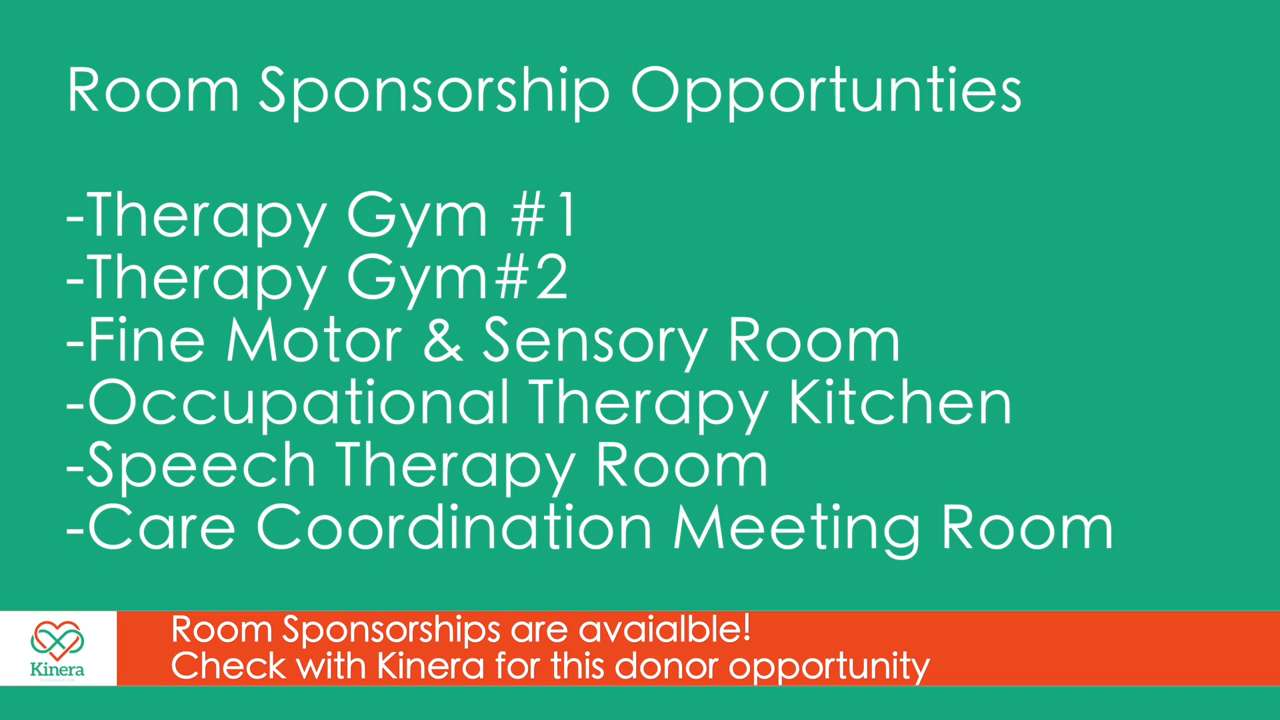 Room Sponsorship Opportunties
-Therapy Gym #1
-Therapy Gym#2
-Fine Motor & Sensory Room
-Occupational Therapy Kitchen
-Speech Therapy Room
-Care Coordination Meeting Room
Room Sponsorships are avaialble!
Check with Kinera for this donor opportunity
Kinera